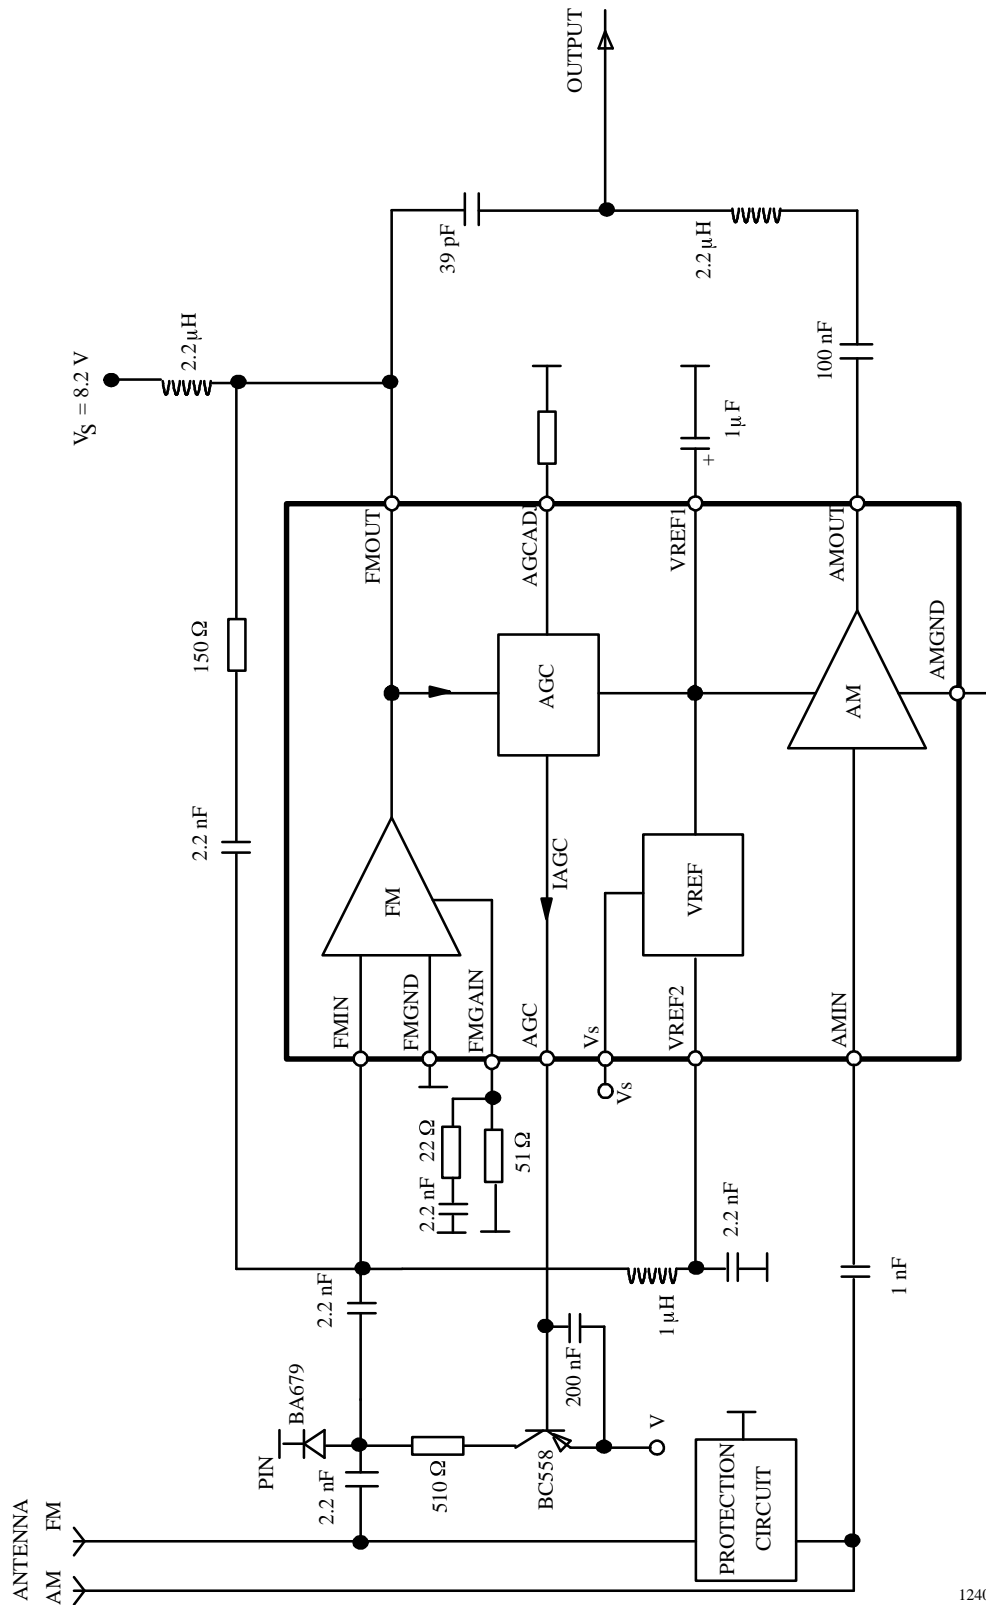 ANTENNA
AM FM
PIN
BA679
2.2 nF
2.2 nF
510 Ω
BC558
200 nF
V
PROTECTION
CIRCUIT
1 nF
1 µH
2.2 nF
2.2 nF
22 Ω
51 Ω
Vs
Vs
FMIN
FMGND
FMGAIN
AGC
VREF2
AMIN
FM
IAGC
VREF
AGC
AM
FMOUT
AGCADJ
VREF1
AMOUT
AMGND
2.2 nF
150 Ω
VS = 8.2 V
2.2 µH
+
1 µF
100 nF
39 pF
2.2 µH
OUTPUT